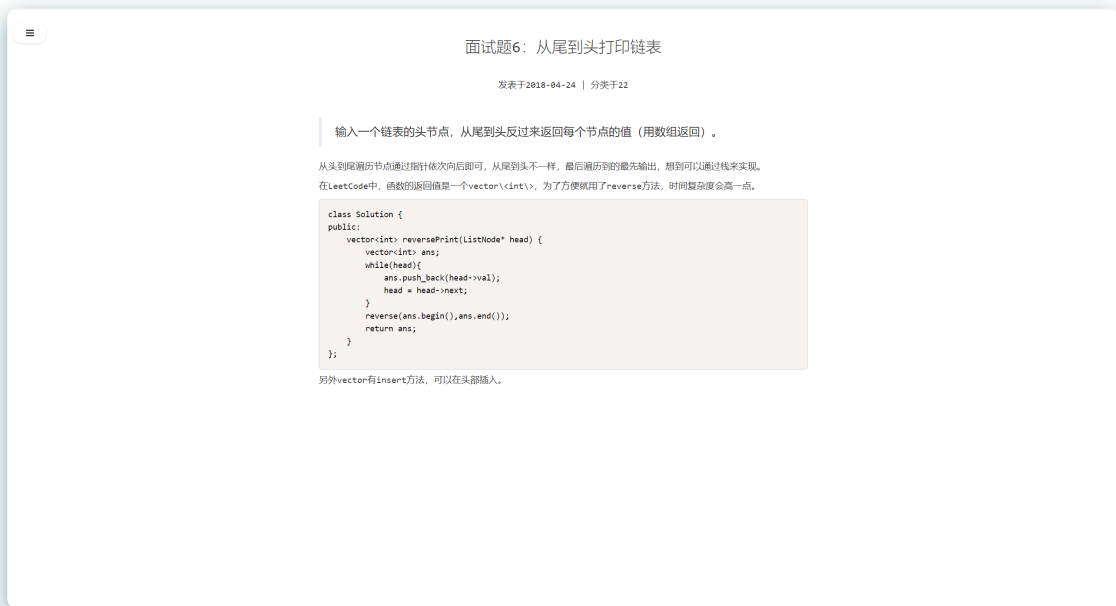 面试题6：从尾到头打印链表
发表于2018-04-24 | 分类于22
输入一个链表的头节点，从尾到头反过来返回每个节点的值（用数组返回）。
从头到尾遍历节点通过指针依次向后即可，从尾到头不一样，最后遍历到的最先输出，想到可以通过栈来实现。
在LeetCode中，函数的返回值是一个vector\<int\>，为了方便就用了reverse方法，时间复杂度会高一点。
class Solution {
public:
    vector<int> reversePrint(ListNode* head) {
        vector<int> ans;
        while(head){
            ans.push_back(head->val);
            head = head->next;
        }
        reverse(ans.begin(),ans.end());
        return ans;
    }
};
另外vector有insert方法，可以在头部插入。